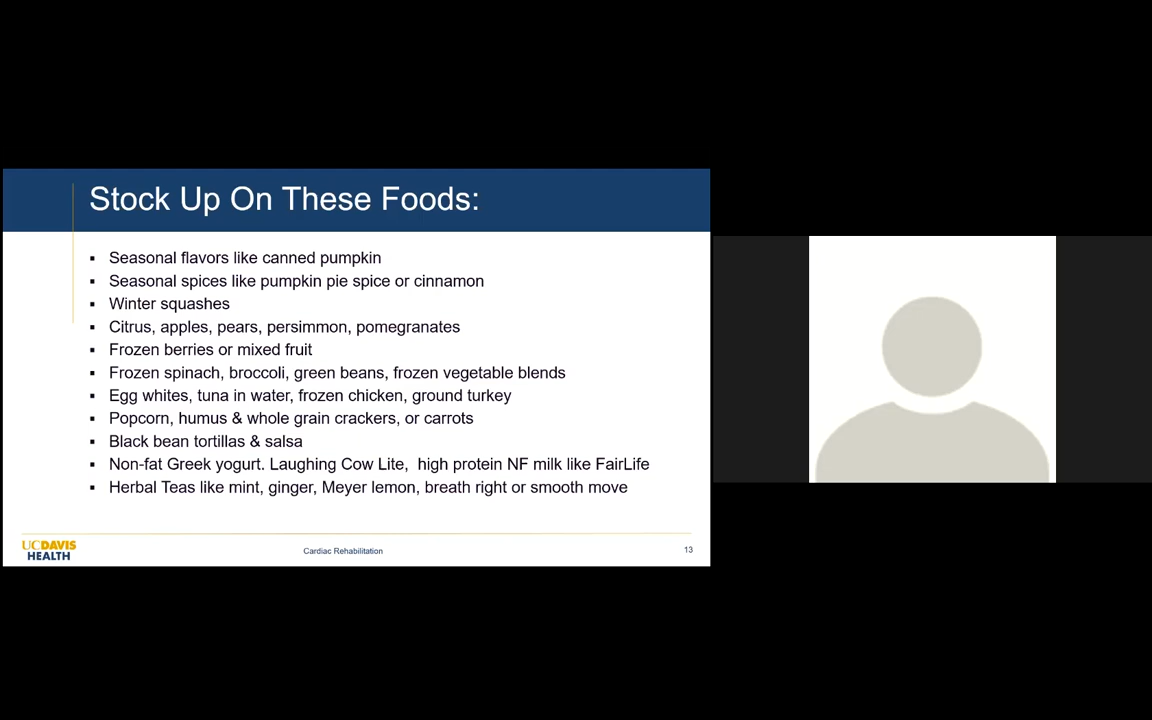 Stock Up On These Foods:
▪ Seasonal flavors like canned pumpkin
▪ Seasonal spices like pumpkin pie spice or cinnamon
▪ Winter squashes
▪ Citrus, apples, pears, persimmon, pomegranates
▪ Frozen berries or mixed fruit
▪ Frozen spinach, broccoli, green beans, frozen vegetable blends
▪ Egg whites, tuna in water, frozen chicken, ground turkey
▪ Popcorn, humus & whole grain crackers, or carrots
▪ Black bean tortillas & salsa
▪ Non-fat Greek yogurt. Laughing Cow Lite, high protein NF milk like FairLife
▪ Herbal Teas like mint, ginger, Meyer lemon, breath right or smooth move
UCDAVIS
HEALTH
Cardiac Rehabilitation
13